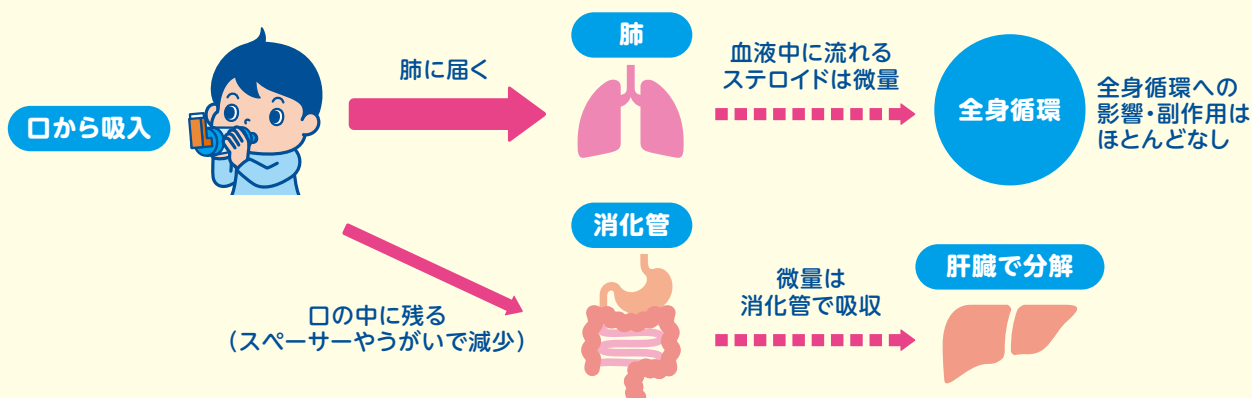 口から吸入
肺に届く
肺
血液中に流れる
ステロイドは微量
全身循環
全身循環への
影響・副作用は
ほとんどなし
口の中に残る
（スペーサーやうがいで減少）
消化管
微量は
消化管で吸収
肝臓で分解